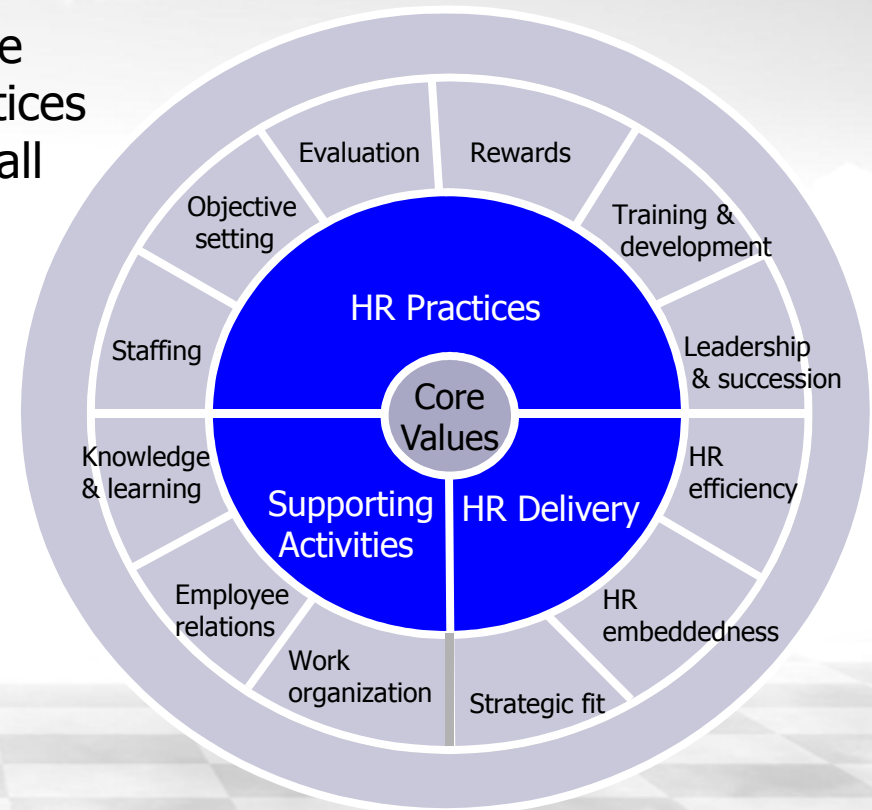 tices
all
Evaluation
Rewards
Objective
setting
Training &
development
HR Practices
Staffing
Leadership
& succession
Core
Values
Knowledge
& learning
HR
efficiency
Supporting
Activities
HR Delivery
Employee
relations
HR
embeddedness
Work
organization
Strategic fit